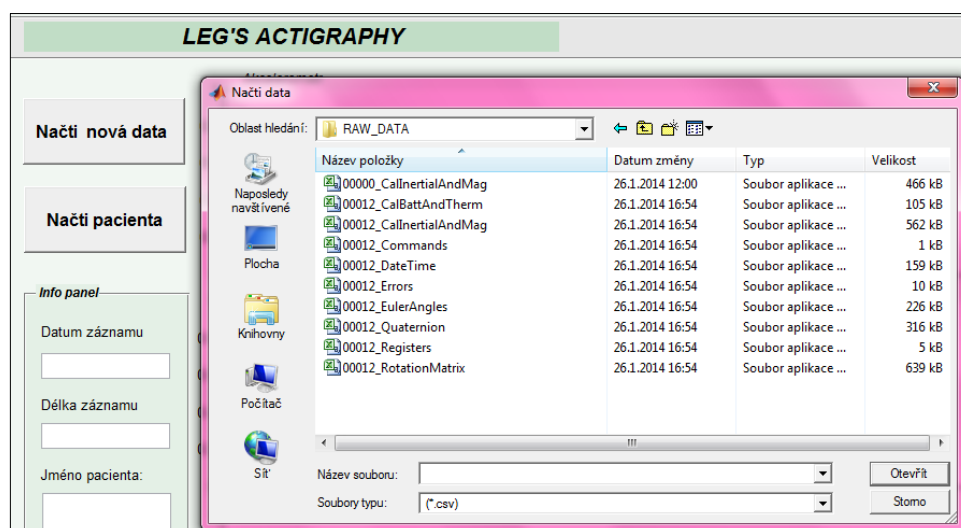 LEG'S ACTIGRAPHY
Načti nová data
Načti pacienta
Info panel
Datum záznamu
Délka záznamu
Jméno pacienta:
Načti data
Oblast hledání: RAW_DATA
Naposledy
navštívené
Plocha
Knihovny
Počítač
Síť
Název položky Datum změny Typ Velikost
00000_CalInertialAndMag 26.1.2014 12:00 Soubor aplikace ... 466 kB
00012_CalBattAndTherm 26.1.2014 16:54 Soubor aplikace ... 105 kB
00012_CalInertialAndMag 26.1.2014 16:54 Soubor aplikace ... 562 kB
00012_Commands 26.1.2014 16:54 Soubor aplikace ... 1 kB
00012_DateTime 26.1.2014 16:54 Soubor aplikace ... 159 kB
00012_Errors 26.1.2014 16:54 Soubor aplikace ... 10 kB
00012_EulerAngles 26.1.2014 16:54 Soubor aplikace ... 226 kB
00012_Quaternion 26.1.2014 16:54 Soubor aplikace ... 316 kB
00012_Registers 26.1.2014 16:54 Soubor aplikace ... 5 kB
00012_RotationMatrix 26.1.2014 16:54 Soubor aplikace ... 639 kB
Název souboru: Otevřít
Soubory typu: (*.csv) Storno